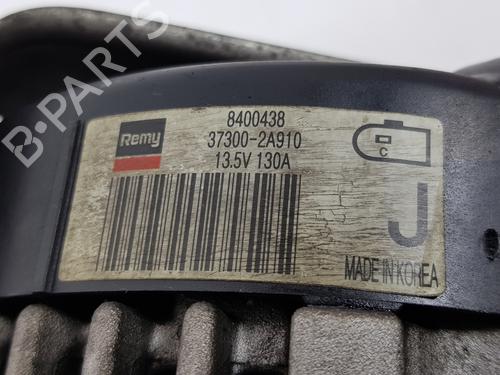 8400438
Remy
37300-2A910
13.5V 130A
C
J
MADE IN KOREA
B-PARTS